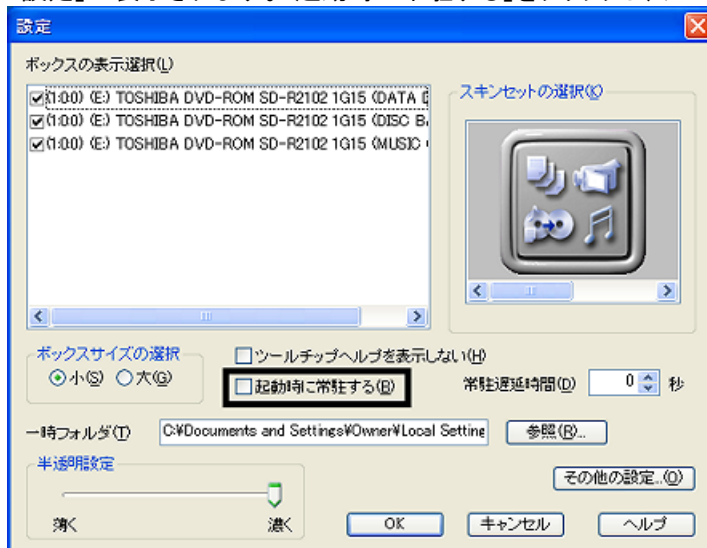 設定
ボックスの表示選択(L)
(1:0:0) (E:) TOSHIBA DVD-ROM SD-R2102 1G15 (DATA
(1:0:0) (E:) TOSHIBA DVD-ROM SD-R2102 1G15 (DISC
(1:0:0) (E:) TOSHIBA DVD-ROM SD-R2102 1G15 (MUSIC
スキンセットの選択(K)
ボックスサイズの選択
小(S) 大(G)
ツールチップヘルプを表示しない(H)
起動時に常駐する(B)
常駐遅延時間(D) 0 秒
一時フォルダ(T) C:¥Documents and Settings¥Owner¥Local Setting 参照(R)...
半透明設定
薄く 濃く
その他の設定...(O)
OK キャンセル ヘルプ